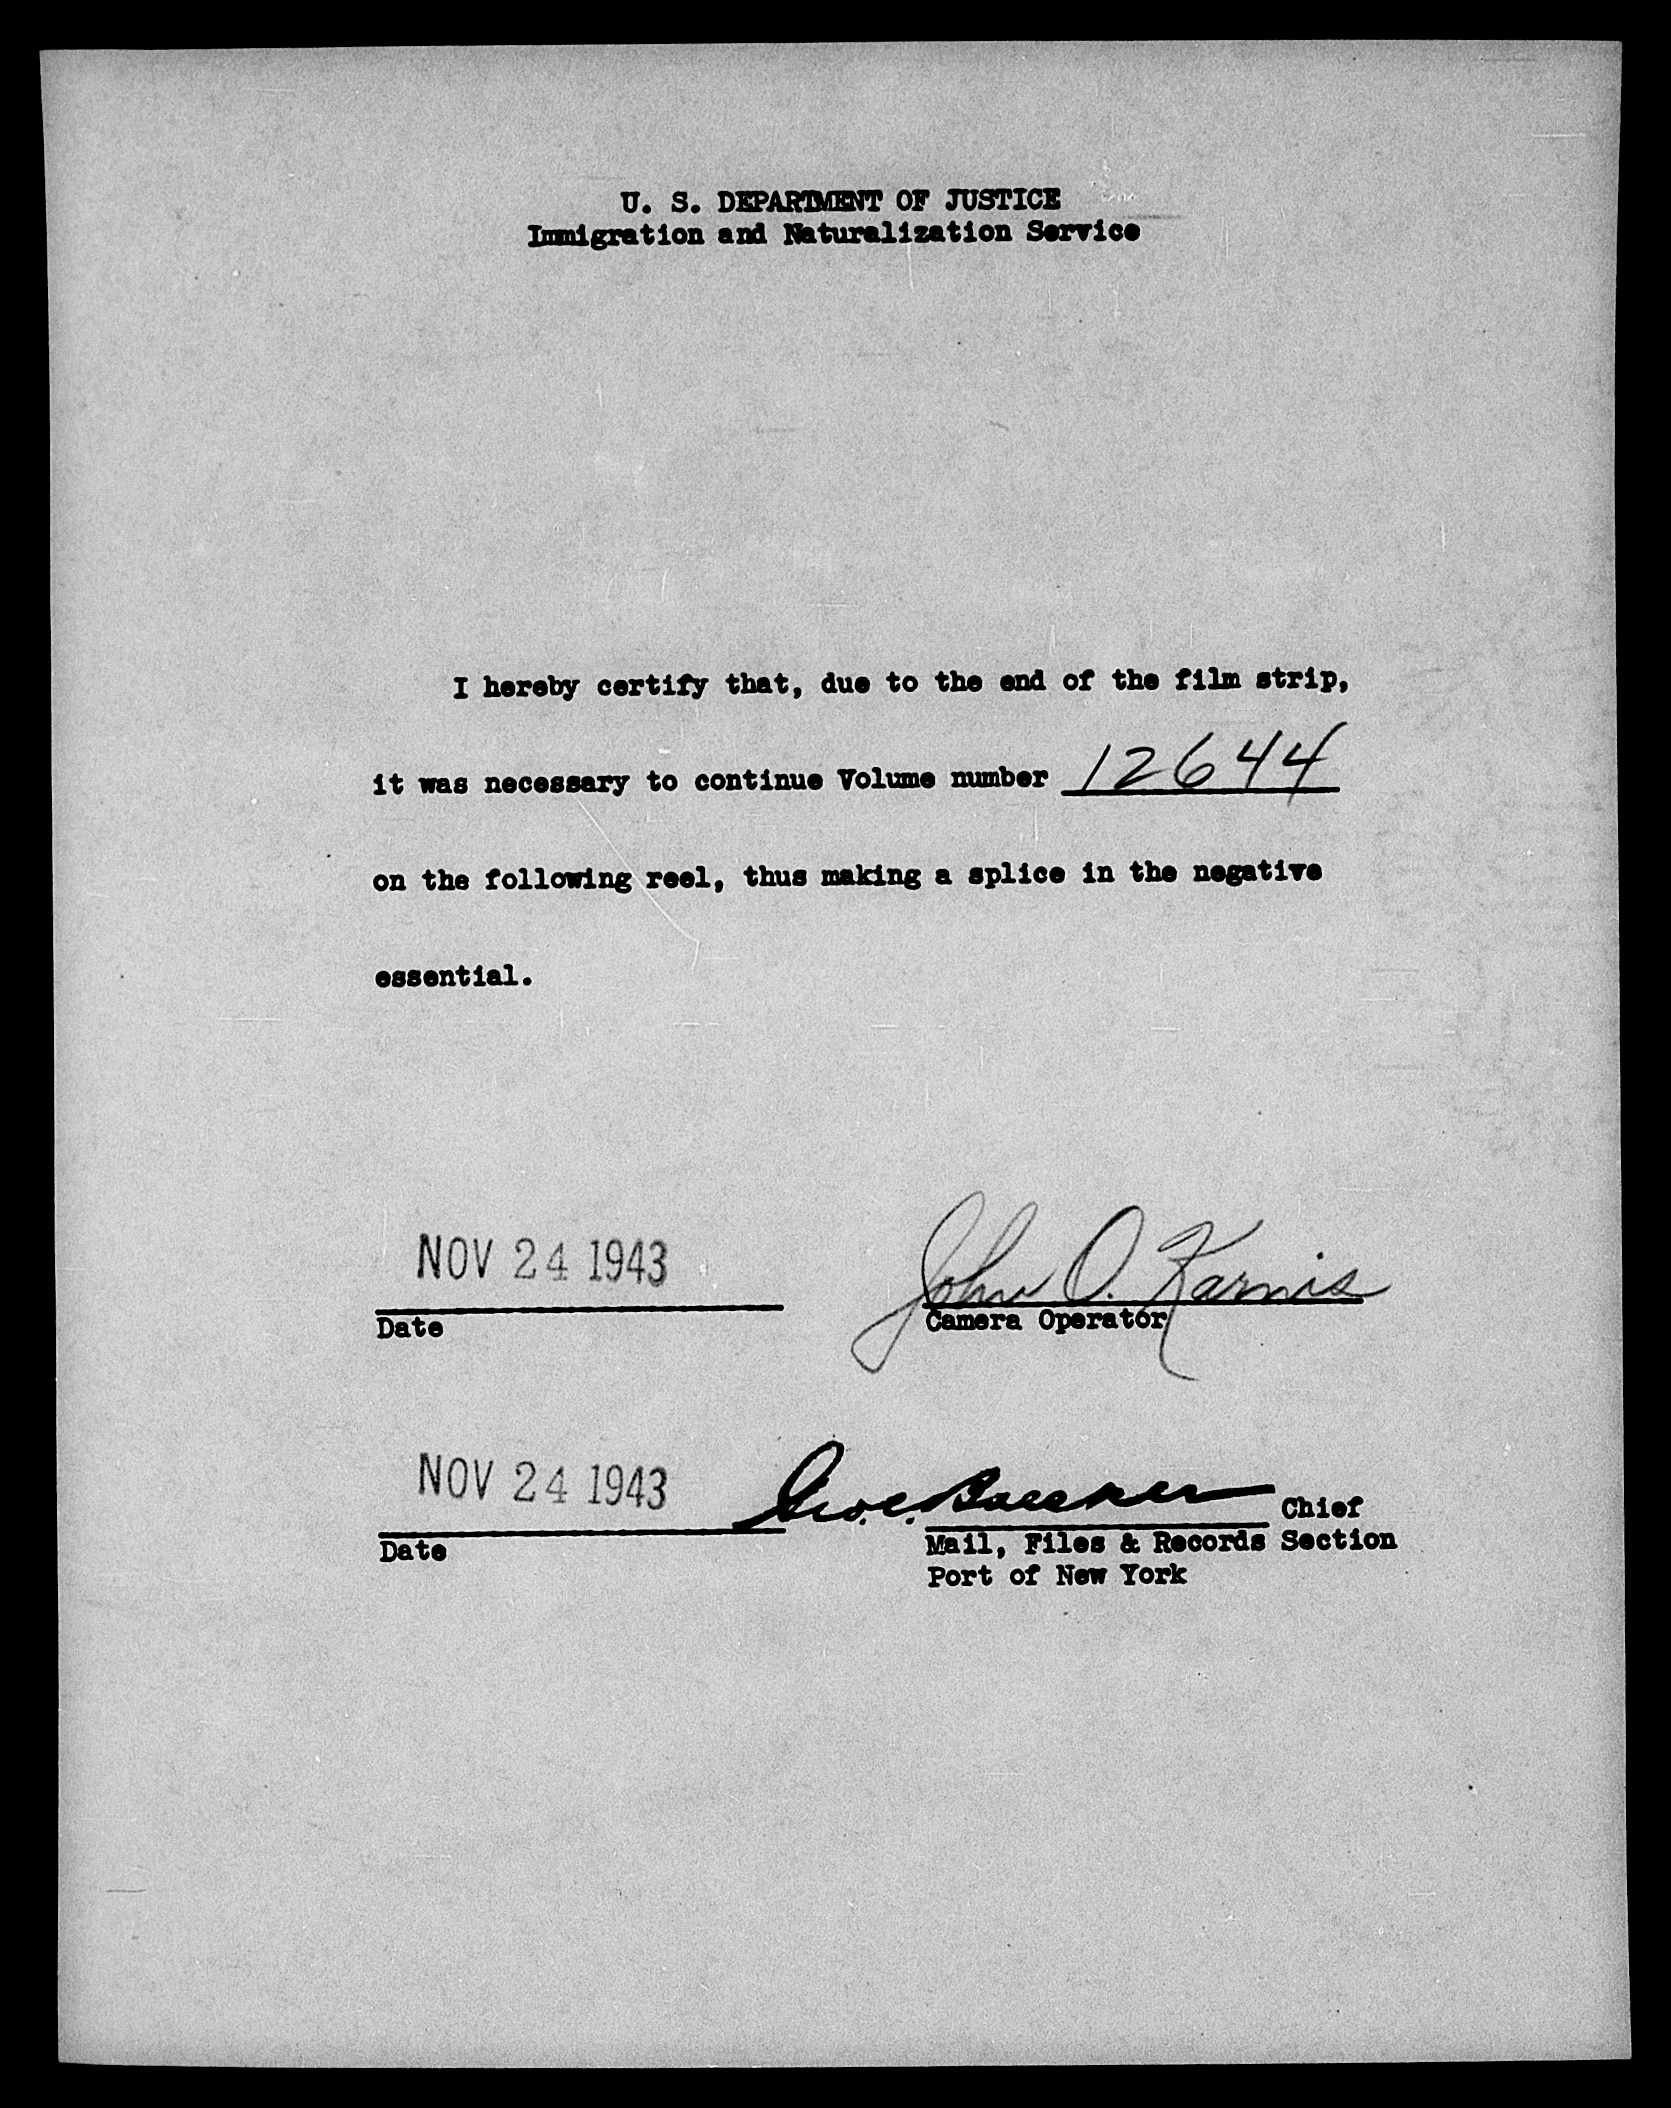 U. S. DEPARTMENT OF JUSTICE
Immigration and Naturalization Service
I hereby certify that, due to the end of the film strip,
it was necessary to continue Volume number 12644
on the following reel, thus making a splice in the negative
essential.
NOV 24 1943
John O. Karnis
Date
Camera Operator
NOV 24 1943
Chief
Date
Mail, Files & Records Section
Port of New York